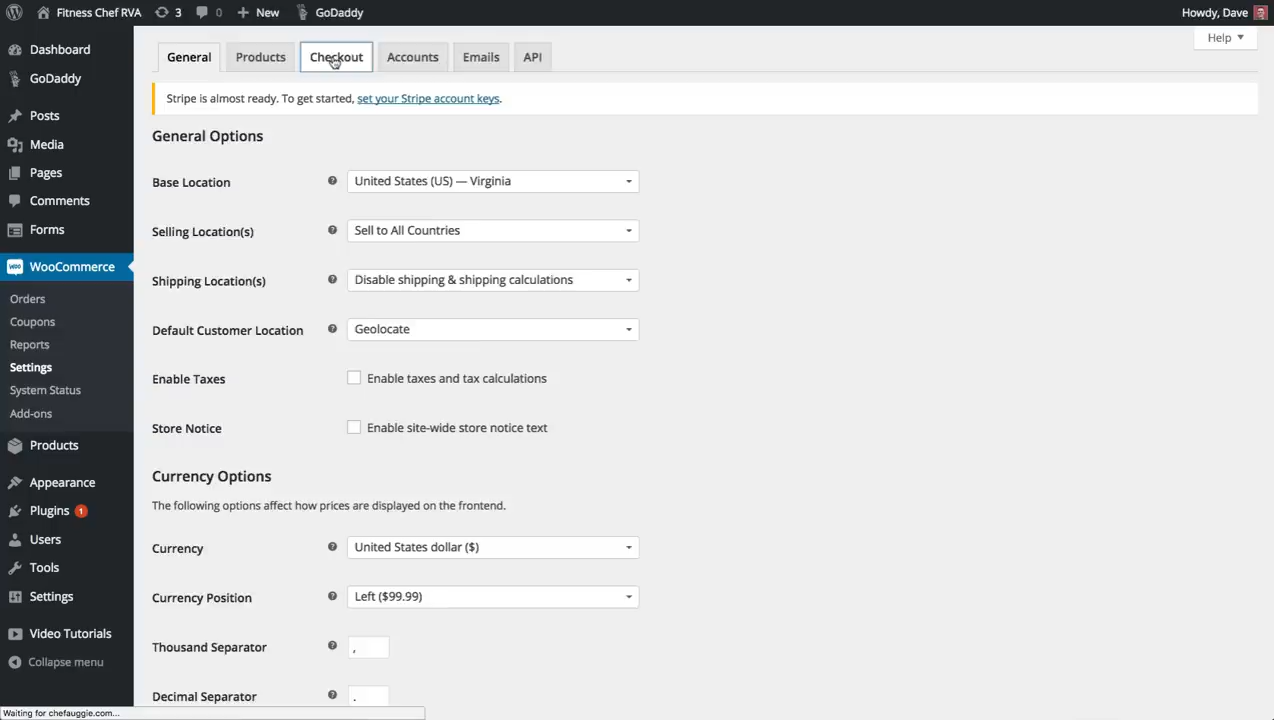 Fitness Chef RVA 3 0 New GoDaddy Howdy, Dave
Dashboard
GoDaddy
Posts
Media
Pages
Comments
Forms
WooCommerce
Orders
Coupons
Reports
Settings
System Status
Add-ons
Products
Appearance
Plugins 1
Users
Tools
Settings
Video Tutorials
Collapse menu
Help
General Products Checkout Accounts Emails API
Stripe is almost ready. To get started, set your Stripe account keys.
General Options
Base Location United States (US) — Virginia
Selling Location(s) Sell to All Countries
Shipping Location(s) Disable shipping & shipping calculations
Default Customer Location Geolocate
Enable Taxes Enable taxes and tax calculations
Store Notice Enable site-wide store notice text
Currency Options
The following options affect how prices are displayed on the frontend.
Currency United States dollar ($)
Currency Position Left ($99.99)
Thousand Separator ,
Decimal Separator .
Waiting for chefauggie.com...